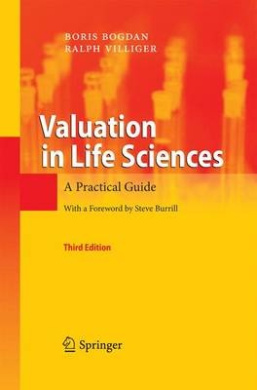 BORIS BOGDAN
RALPH VILLIGER
Valuation
in Life Sciences
A Practical Guide
With a Foreword by Steve Burrill
Third Edition
Springer